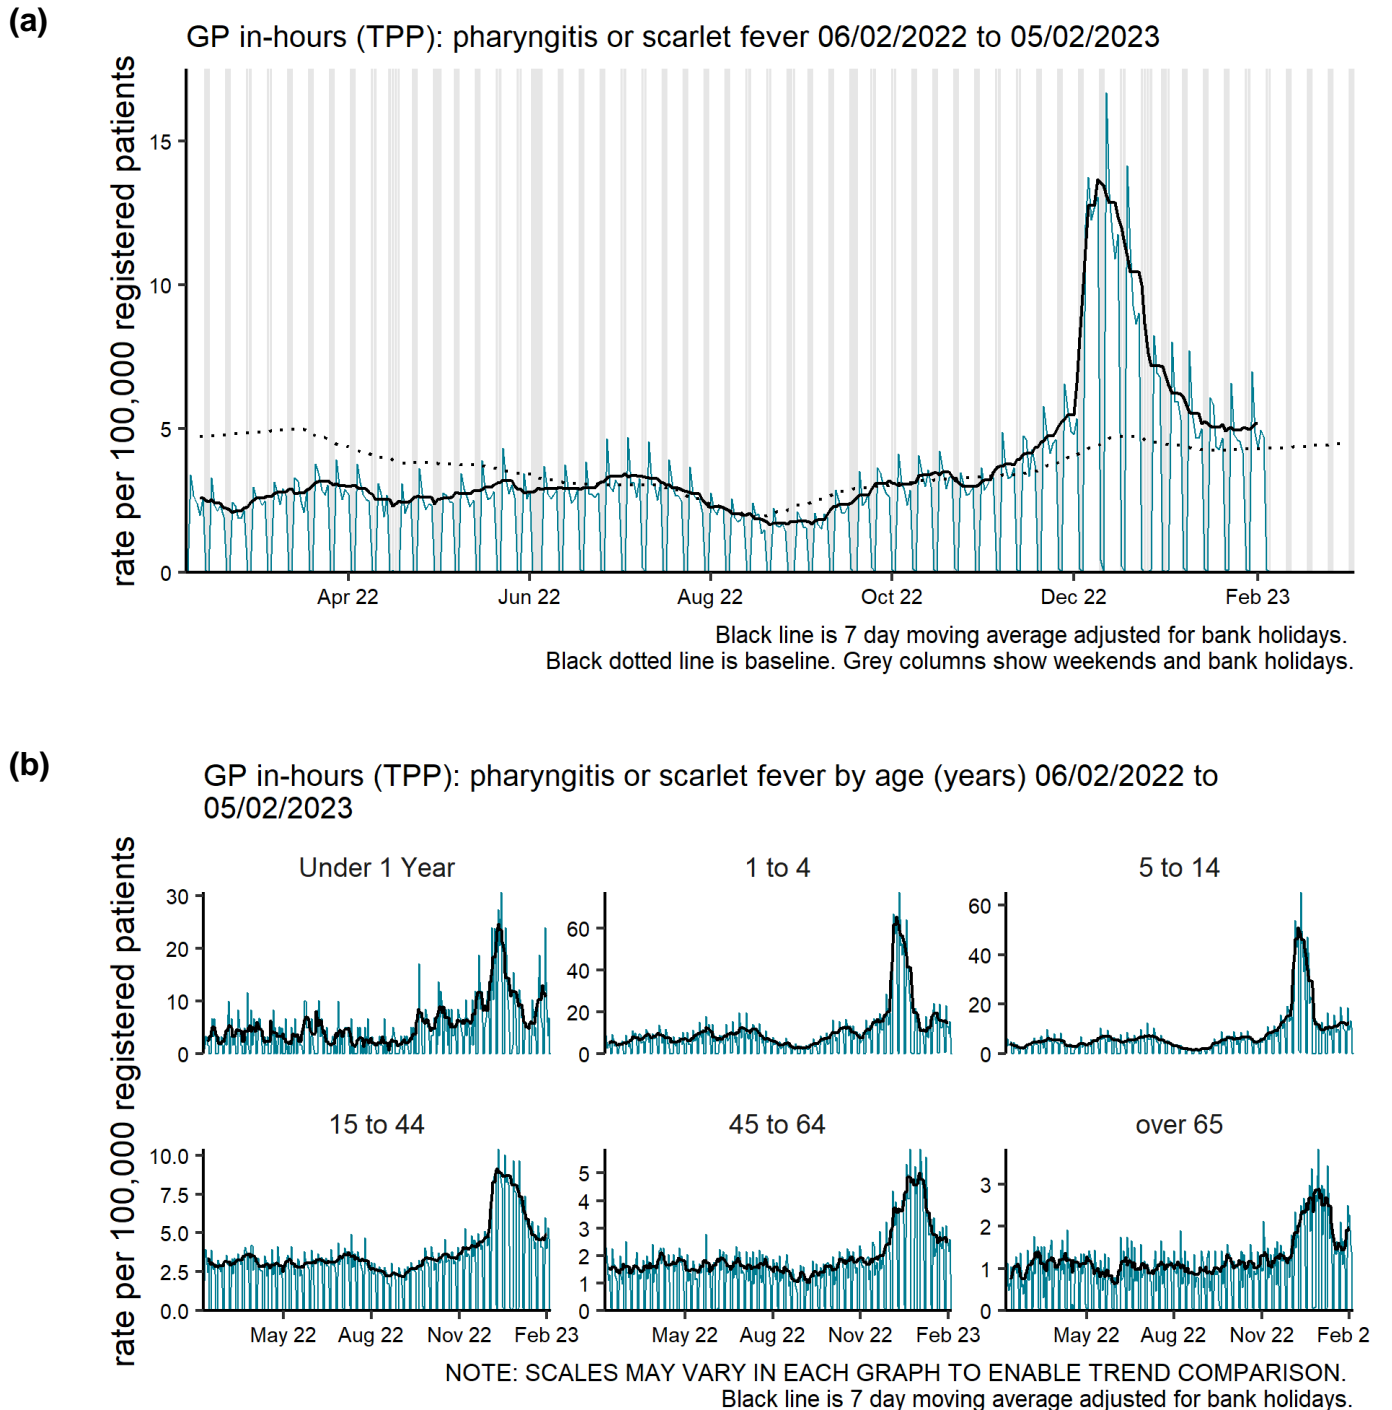 (a)
GP in-hours (TPP): pharyngitis or scarlet fever 06/02/2022 to 05/02/2023
rate per 100,000 registered patients
15
10
5
0
Apr 22 Jun 22 Aug 22 Oct 22 Dec 22 Feb 23
Black line is 7 day moving average adjusted for bank holidays.
Black dotted line is baseline. Grey columns show weekends and bank holidays.
(b)
GP in-hours (TPP): pharyngitis or scarlet fever by age (years) 06/02/2022 to
05/02/2023
rate per 100,000 registered patients
Under 1 Year
30
20
10
0
1 to 4
60
40
20
0
5 to 14
60
40
20
0
15 to 44
10.0
7.5
5.0
2.5
0.0
May 22 Aug 22 Nov 22 Feb 23
45 to 64
5
4
3
2
1
0
May 22 Aug 22 Nov 22 Feb 23
over 65
3
2
1
0
May 22 Aug 22 Nov 22 Feb 2
NOTE: SCALES MAY VARY IN EACH GRAPH TO ENABLE TREND COMPARISON.
Black line is 7 day moving average adjusted for bank holidays.